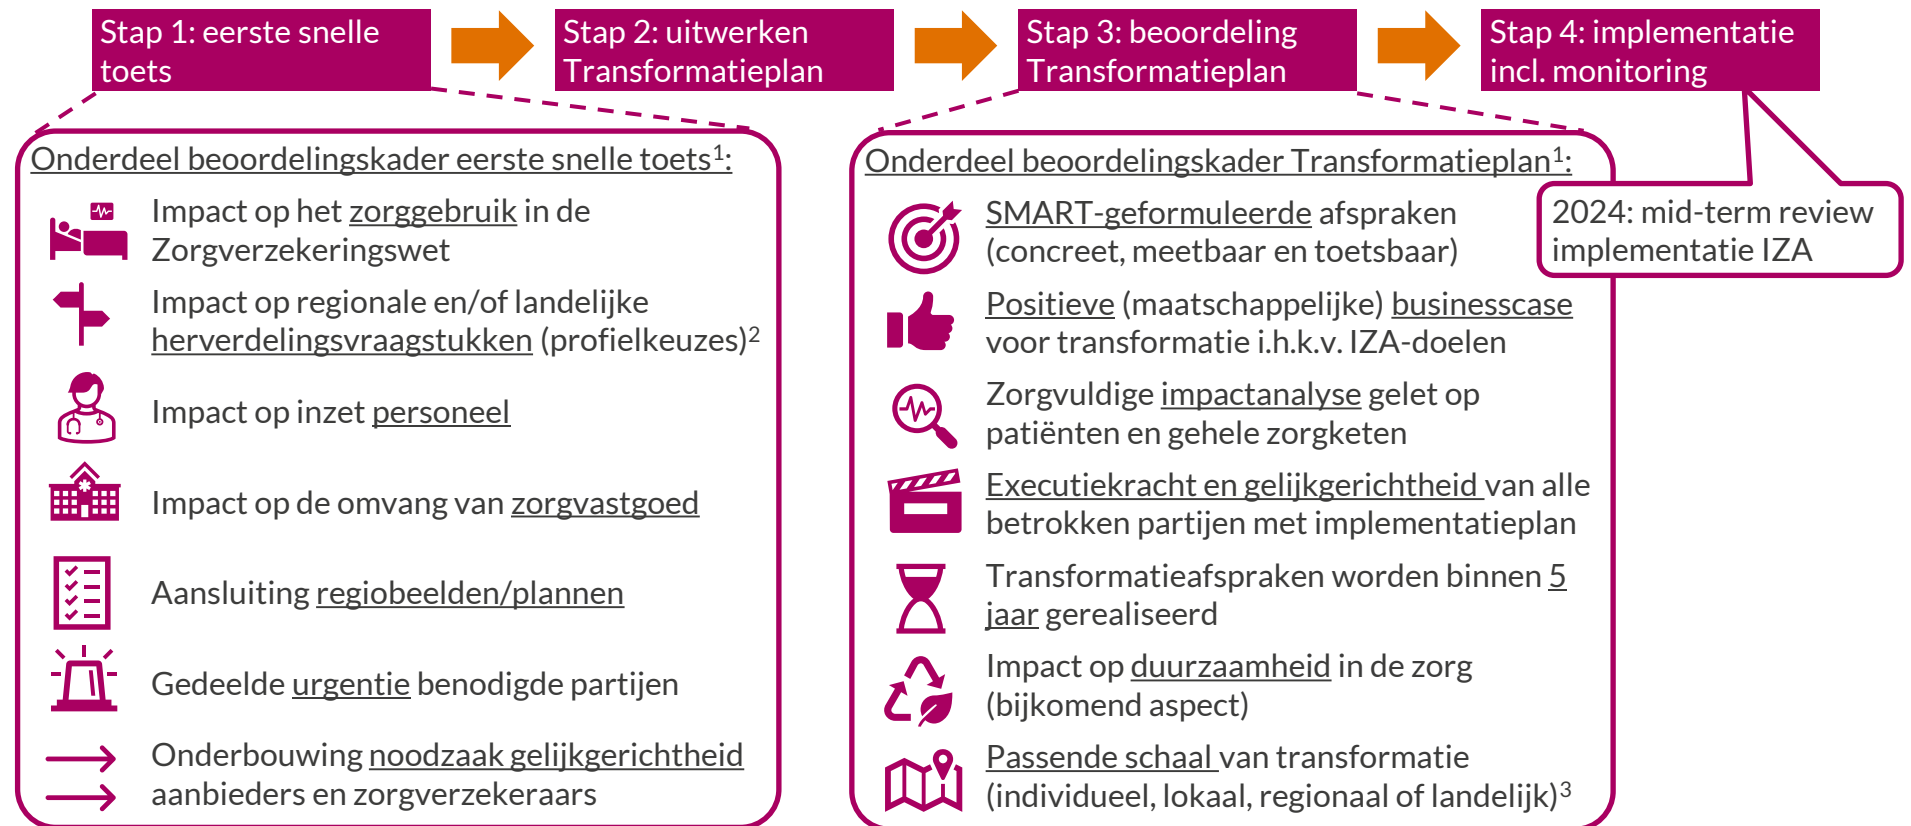 Stap 1: eerste snelle
toets
Stap 2: uitwerken
Transformatieplan
Stap 3: beoordeling
Transformatieplan
Stap 4: implementatie
incl. monitoring
Onderdeel beoordelingskader eerste snelle toets¹:
Impact op het zorggebruik in de
Zorgverzekeringswet
Impact op regionale en/of landelijke
herverdelingsvraagstukken (profielkeuzes)²
Impact op inzet personeel
Impact op de omvang van zorgvastgoed
Aansluiting regiobeelden/plannen
Gedeelde urgentie benodigde partijen
Onderbouwing noodzaak gelijkgerichtheid
aanbieders en zorgverzekeraars
Onderdeel beoordelingskader Transformatieplan¹:
SMART-geformuleerde afspraken
(concreet, meetbaar en toetsbaar)
Positieve (maatschappelijke) businesscase
voor transformatie i.h.k.v. IZA-doelen
Zorgvuldige impactanalyse gelet op
patiënten en gehele zorgketen
Executiekracht en gelijkgerichtheid van alle
betrokken partijen met implementatieplan
Transformatieafspraken worden binnen 5
jaar gerealiseerd
Impact op duurzaamheid in de zorg
(bijkomend aspect)
Passende schaal van transformatie
(individueel, lokaal, regionaal of landelijk)³
2024: mid-term review
implementatie IZA